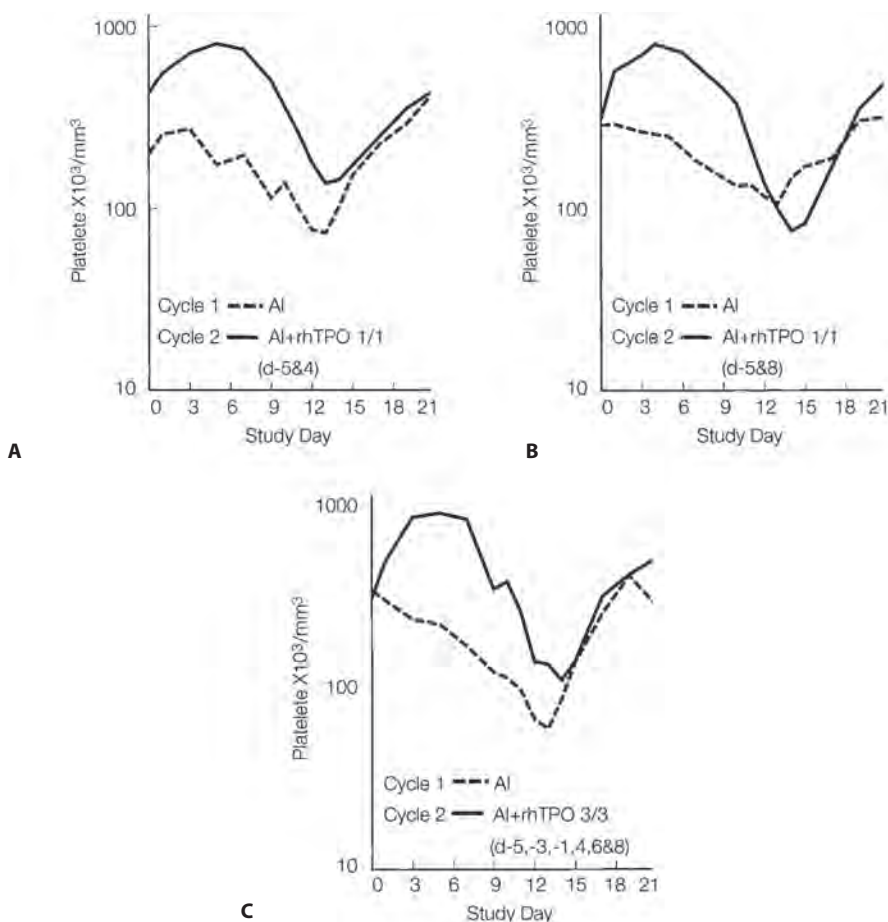 1000
100
10
Platelete X10³/mm³
Cycle 1 AI
Cycle 2 AI+rhTPO 1/1
(d-5&4)
0 3 6 9 12 15 18 21
Study Day
A
1000
100
10
Platelete X10³/mm³
Cycle 1 AI
Cycle 2 AI+rhTPO 1/1
(d-5&8)
0 3 6 9 12 15 18 21
Study Day
B
1000
100
10
Platelete X10³/mm³
Cycle 1 AI
Cycle 2 AI+rhTPO 3/3
(d-5,-3,-1,4,6&8)
0 3 6 9 12 15 18 21
Study Day
C